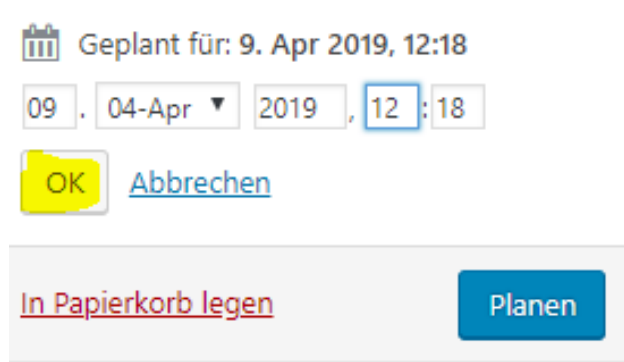 Geplant für: 9. Apr 2019, 12:18
09 . 04-Apr 2019 , 12 : 18
OK Abbrechen
In Papierkorb legen Planen